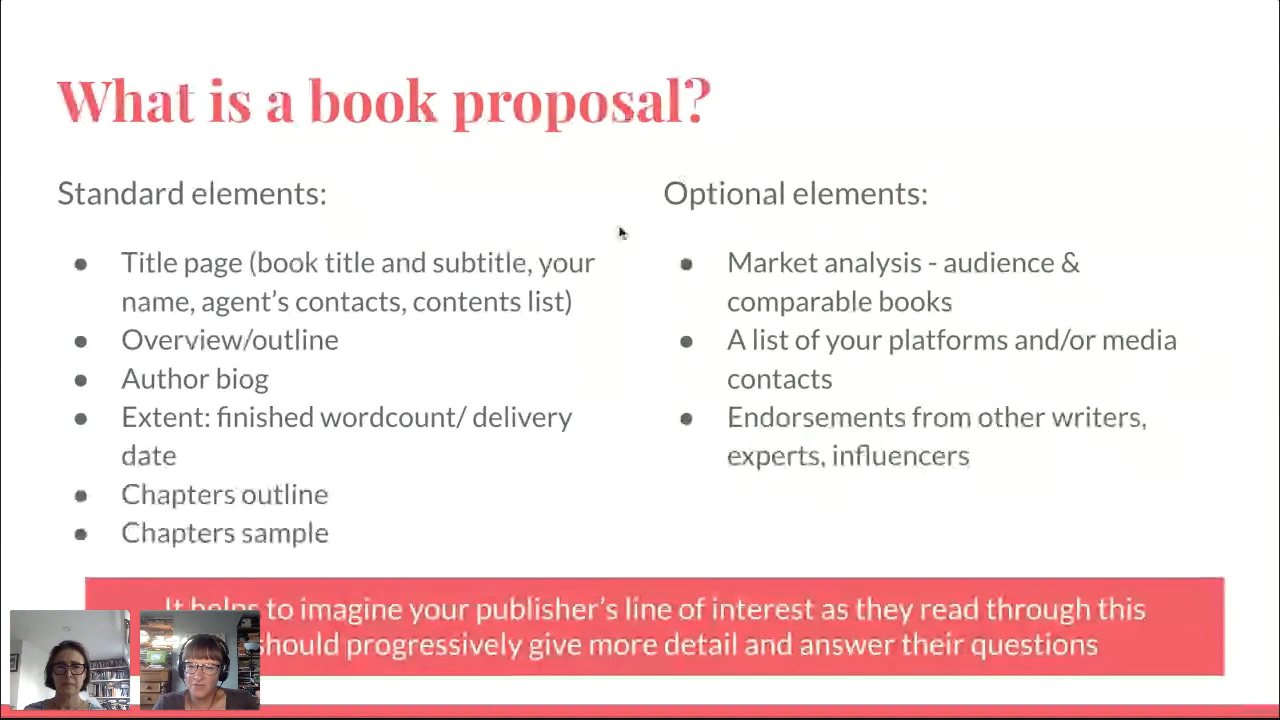 What is a book proposal?
Standard elements:
● Title page (book title and subtitle, your
name, agent's contacts, contents list)
● Overview/outline
● Author biog
● Extent: finished wordcount/ delivery
date
● Chapters outline
● Chapters sample
Optional elements:
● Market analysis - audience &
comparable books
● A list of your platforms and/or media
contacts
● Endorsements from other writers,
experts, influencers
It helps to imagine your publisher's line of interest as they read through this
should progressively give more detail and answer their questions